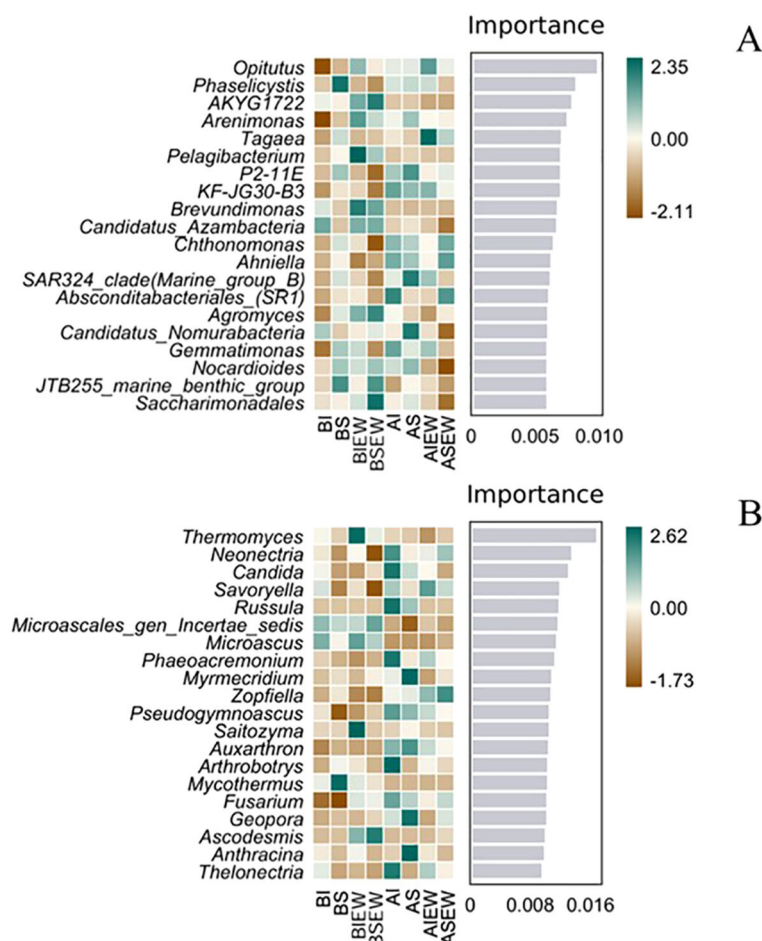 Importance
A
Opitutus
Phaselicystis
AKYG1722
Arenimonas
Tagaea
Pelagibacterium
P2-11E
KF-JG30-B3
Brevundimonas
Candidatus_Azambacteria
Chthonomonas
Ahniella
SAR324_clade(Marine_group_B)
Absconditabacteriales_(SR1)
Agromyces
Candidatus_Nomurabacteria
Gemmatimonas
Nocardioides
JTB255_marine_benthic_group
Saccharimonadales
2.35
0.00
-2.11
BI BS BIEW BSEW AI AS AIEW ASEW
0 0.005 0.010
Importance
B
Thermomyces
Neonectria
Candida
Savoryella
Russula
Microascales_gen_Incertae_sedis
Microascus
Phaeoacremonium
Myrmecridium
Zopfiella
Pseudogymnoascus
Saitozyma
Auxarthron
Arthrobotrys
Mycothermus
Fusarium
Geopora
Ascodesmis
Anthracina
Thelonectria
2.62
0.00
-1.73
BI BS BIEW BSEW AI AS AIEW ASEW
0 0.008 0.016